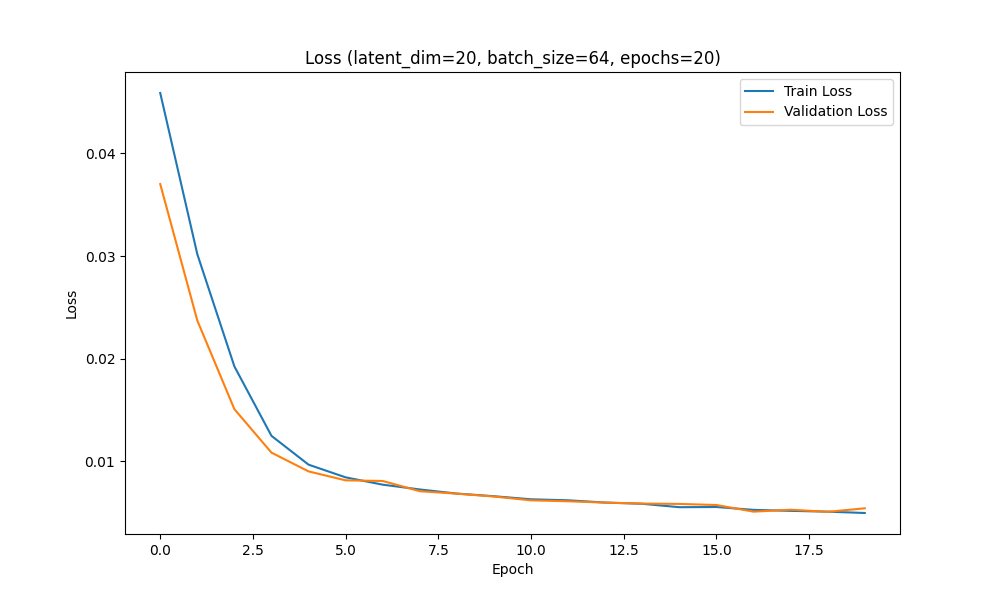 Loss (latent_dim=20, batch_size=64, epochs=20)
Train Loss
Validation Loss
0.04
0.03
0.02
0.01
Loss
0.0 2.5 5.0 7.5 10.0 12.5 15.0 17.5
Epoch